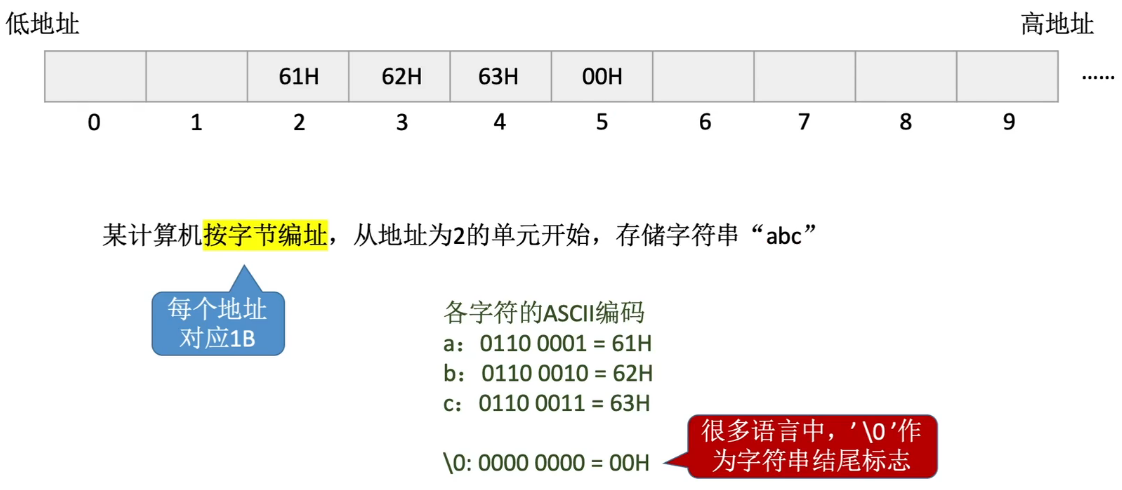 低地址 高地址
61H 62H 63H 00H ……
0 1 2 3 4 5 6 7 8 9
某计算机按字节编址，从地址为2的单元开始，存储字符串“abc”
每个地址
对应1B
各字符的ASCII编码
a：0110 0001 = 61H
b：0110 0010 = 62H
c：0110 0011 = 63H
\0: 0000 0000 = 00H
很多语言中，’\0’作
为字符串结尾标志